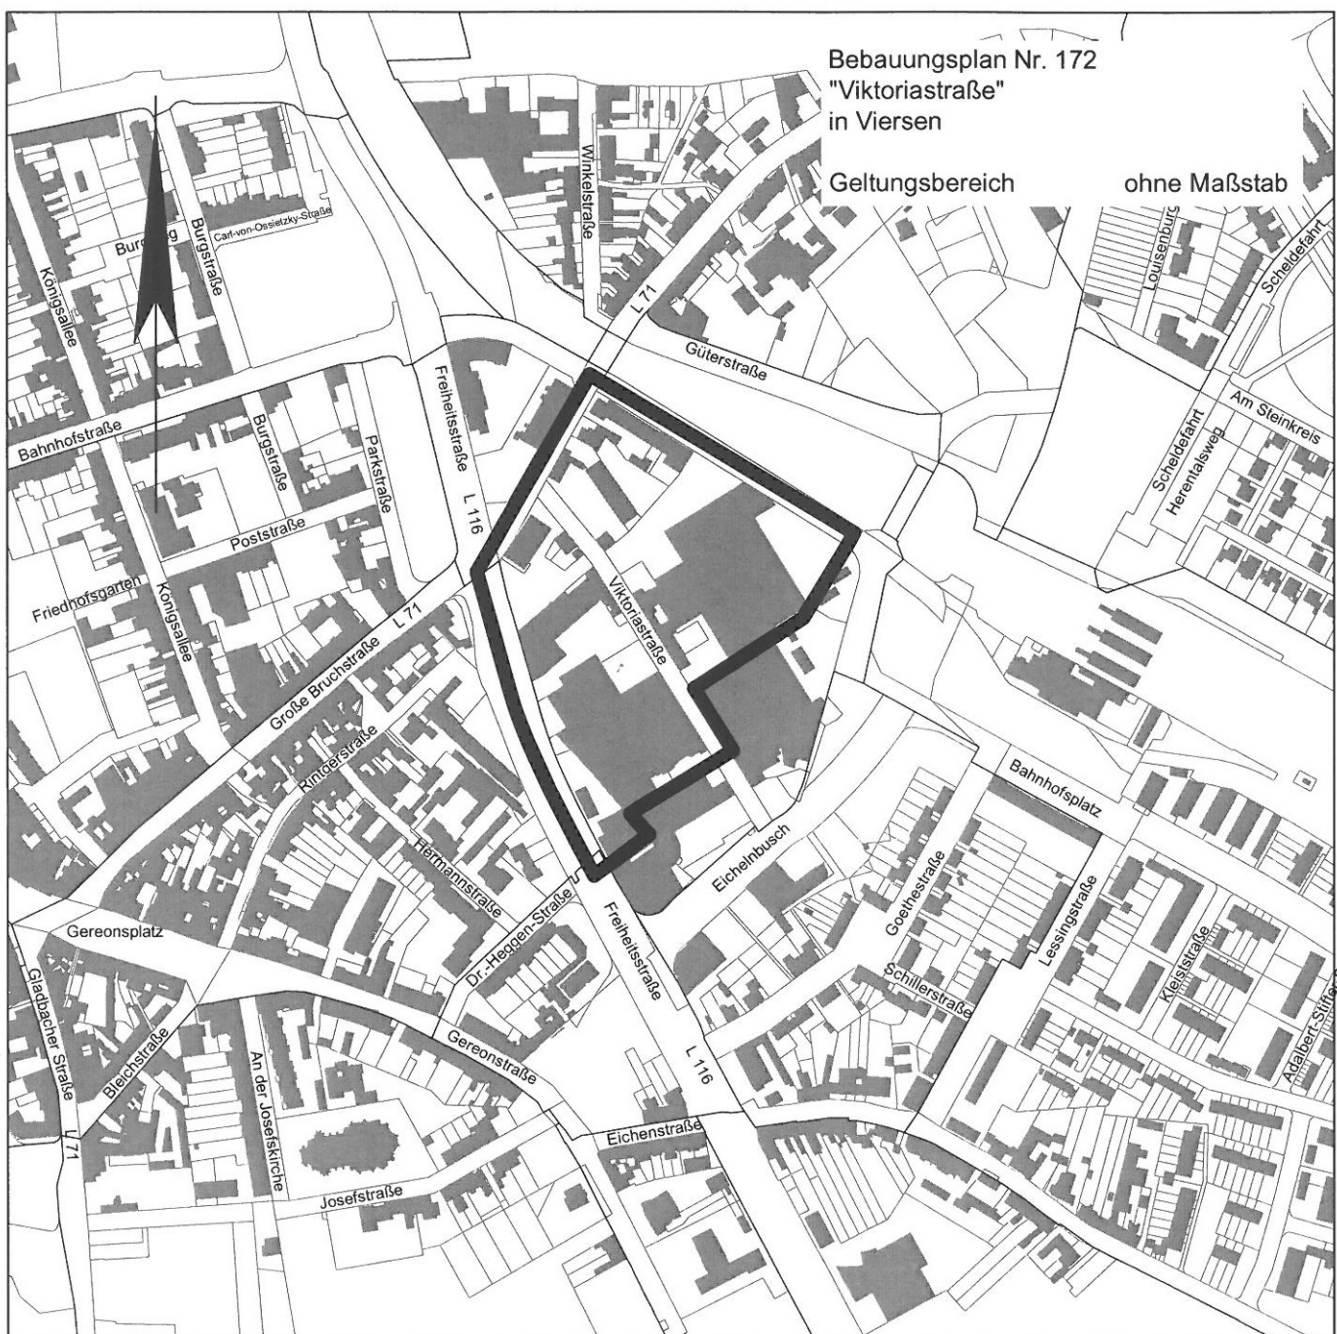 Bebauungsplan Nr. 172
"Viktoriastraße"
in Viersen
Geltungsbereich ohne Maßstab
Winkelstraße
Carl-von-Ossietzky-Straße
Burgstraße
Königsallee
L 71
Louisenburg
Scheldefahrt
Güterstraße
Freiheitsstraße
Am Steinkreis
Bahnhofstraße
Burgstraße
Parkstraße
Scheldefahrt
Herentalsweg
L 116
Poststraße
Friedhofsgarten
Königsallee
Viktoriastraße
L 71
Große Bruchstraße
Rintgerstraße
Bahnhofsplatz
Hermannstraße
Eichelnbusch
Goethestraße
Lessingstraße
Gereonsplatz
Dr.-Heggen-Straße
Freiheitsstraße
Schillerstraße
Kleiststraße
Adalbert-Stifter
Gladbacher Straße
Bleichstraße
An der Josefskirche
Gereonstraße
L 116
L 71
Eichenstraße
Josefstraße